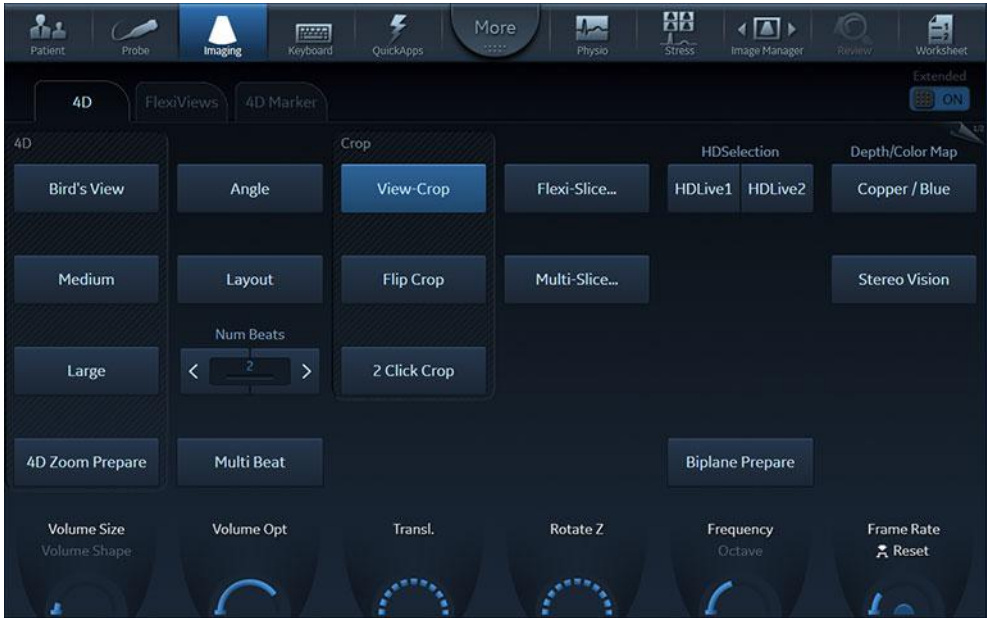 Patient
Probe
Imaging
Keyboard
QuickApps
More
Physio
Stress
Image Manager
Review
Worksheet
4D
FlexiViews
4D Marker
Extended
ON
1/2
4D
Crop
HDSelection
Depth/Color Map
Bird's View
Angle
View-Crop
Flexi-Slice...
HDLive1
HDLive2
Copper / Blue
Medium
Layout
Flip Crop
Multi-Slice...
Stereo Vision
Num Beats
Large
< 2 >
2 Click Crop
4D Zoom Prepare
Multi Beat
Biplane Prepare
Volume Size
Volume Shape
Volume Opt
Transl.
Rotate Z
Frequency
Octave
Frame Rate
Reset